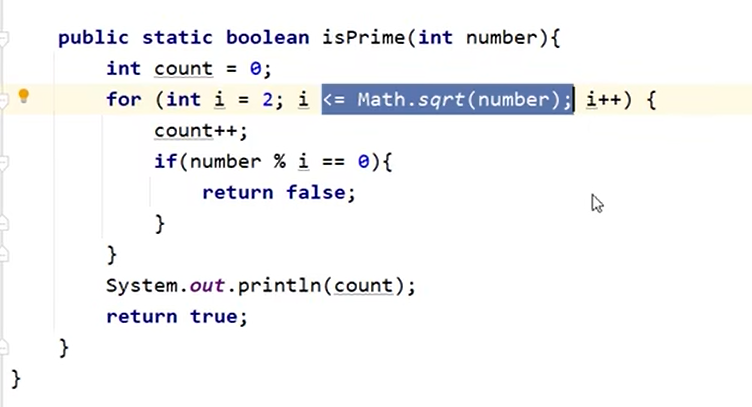 public static boolean isPrime(int number){
int count = 0;
for (int i = 2; i <= Math.sqrt(number); i++) {
count++;
if(number % i == 0){
return false;
}
}
System.out.println(count);
return true;
}
}